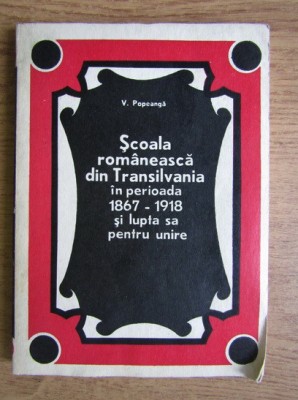 V. Popeangă
Școala
românească
din Transilvania
în perioada
1867 - 1918
și lupta sa
pentru unire